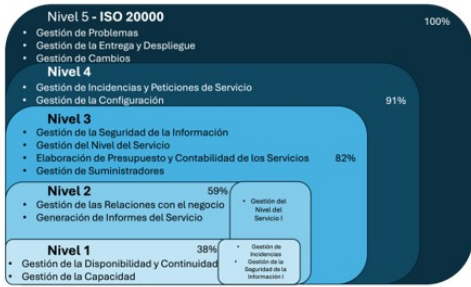 Nivel 5 - ISO 20000
100%
• Gestión de Problemas
• Gestión de la Entrega y Despliegue
• Gestión de Cambios
Nivel 4
• Gestión de Incidencias y Peticiones de Servicio
• Gestión de la Configuración
91%
Nivel 3
• Gestión de la Seguridad de la Información
• Gestión del Nivel del Servicio
• Elaboración de Presupuesto y Contabilidad de los Servicios
82%
• Gestión de Suministradores
Nivel 2
59%
• Gestión de las Relaciones con el negocio
• Generación de Informes del Servicio
• Gestión del
Nivel del
Servicio I
Nivel 1
38%
• Gestión de la Disponibilidad y Continuidad
• Gestión de la Capacidad
• Gestión de
Incidencias
• Gestión de la
Seguridad de la
Información I